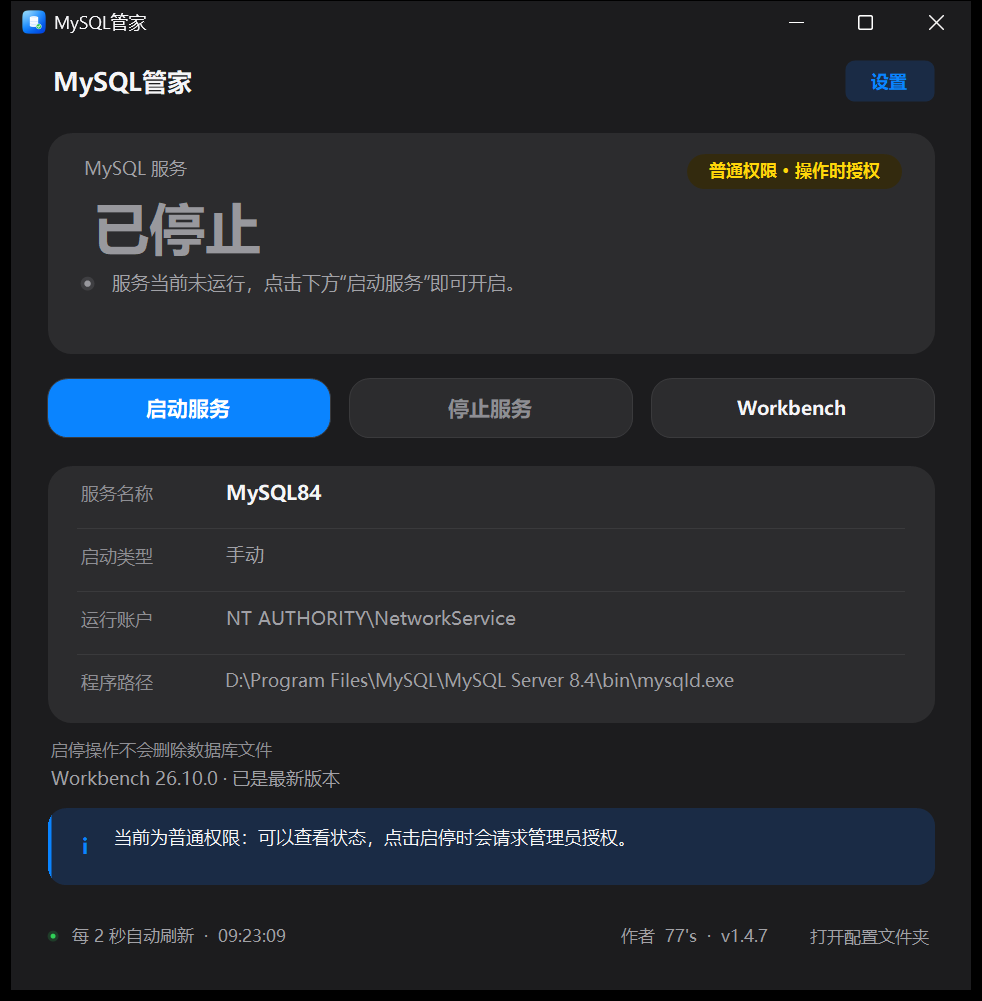 MySQL管家
MySQL管家
设置
MySQL 服务
普通权限·操作时授权
已停止
服务当前未运行，点击下方“启动服务”即可开启。
启动服务
停止服务
Workbench
服务名称 MySQL84
启动类型 手动
运行账户 NT AUTHORITY\NetworkService
程序路径 D:\Program Files\MySQL\MySQL Server 8.4\bin\mysqld.exe
启停操作不会删除数据库文件
Workbench 26.10.0 · 已是最新版本
i 当前为普通权限：可以查看状态，点击启停时会请求管理员授权。
每 2 秒自动刷新 · 09:23:09
作者 77's · v1.4.7
打开配置文件夹